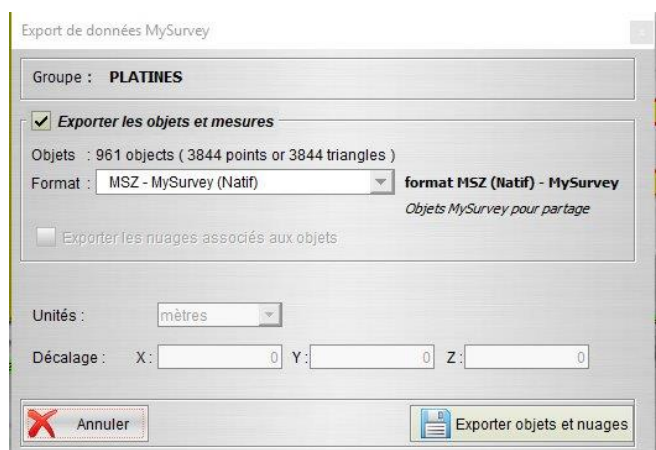 Export de données MySurvey
Groupe : PLATINES
Exporter les objets et mesures
Objets : 961 objects ( 3844 points or 3844 triangles )
Format : MSZ - MySurvey (Natif) format MSZ (Natif) - MySurvey
Objets MySurvey pour partage
Exporter les nuages associés aux objets
Unités : mètres
Décalage : X : 0 Y : 0 Z : 0
Annuler Exporter objets et nuages